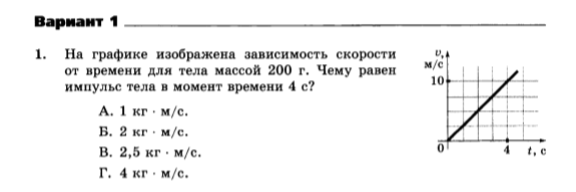 Вариант 1
1. На графике изображена зависимость скорости
от времени для тела массой 200 г. Чему равен
импульс тела в момент времени 4 с?
А. 1 кг · м/с.
Б. 2 кг · м/с.
В. 2,5 кг · м/с.
Г. 4 кг · м/с.
v,
м/с
10
0
4
t, с